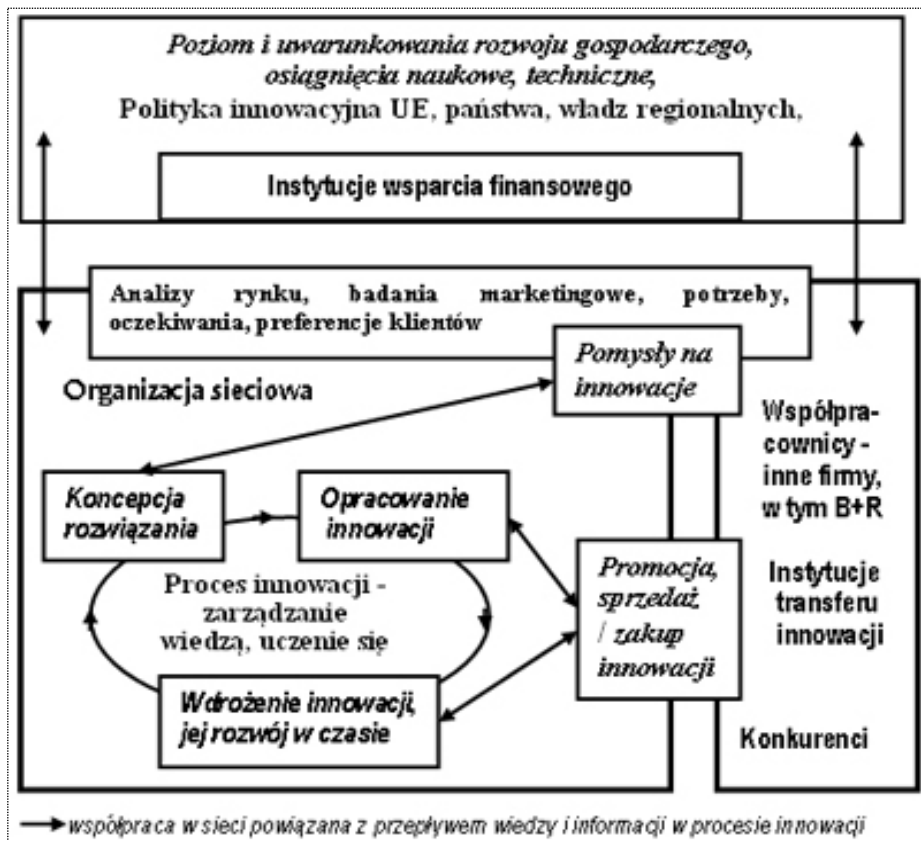 Poziom i uwarunkowania rozwoju gospodarczego,
osiągnięcia naukowe, techniczne,
Polityka innowacyjna UE, państwa, władz regionalnych,
Instytucje wsparcia finansowego
Analizy rynku, badania marketingowe, potrzeby,
oczekiwania, preferencje klientów
Pomysły na
innowacje
Organizacja sieciowa
Współpra-
cownicy -
inne firmy,
w tym B+R
Koncepcja
rozwiązania
Opracowanie
innowacji
Promocja,
sprzedaż
/ zakup
innowacji
Instytucje
transferu
innowacji
Proces innowacji -
zarządzanie
wiedzą, uczenie się
Wdrożenie innowacji,
jej rozwój w czasie
Konkurenci
współpraca w sieci powiązana z przepływem wiedzy i informacji w procesie innowacji